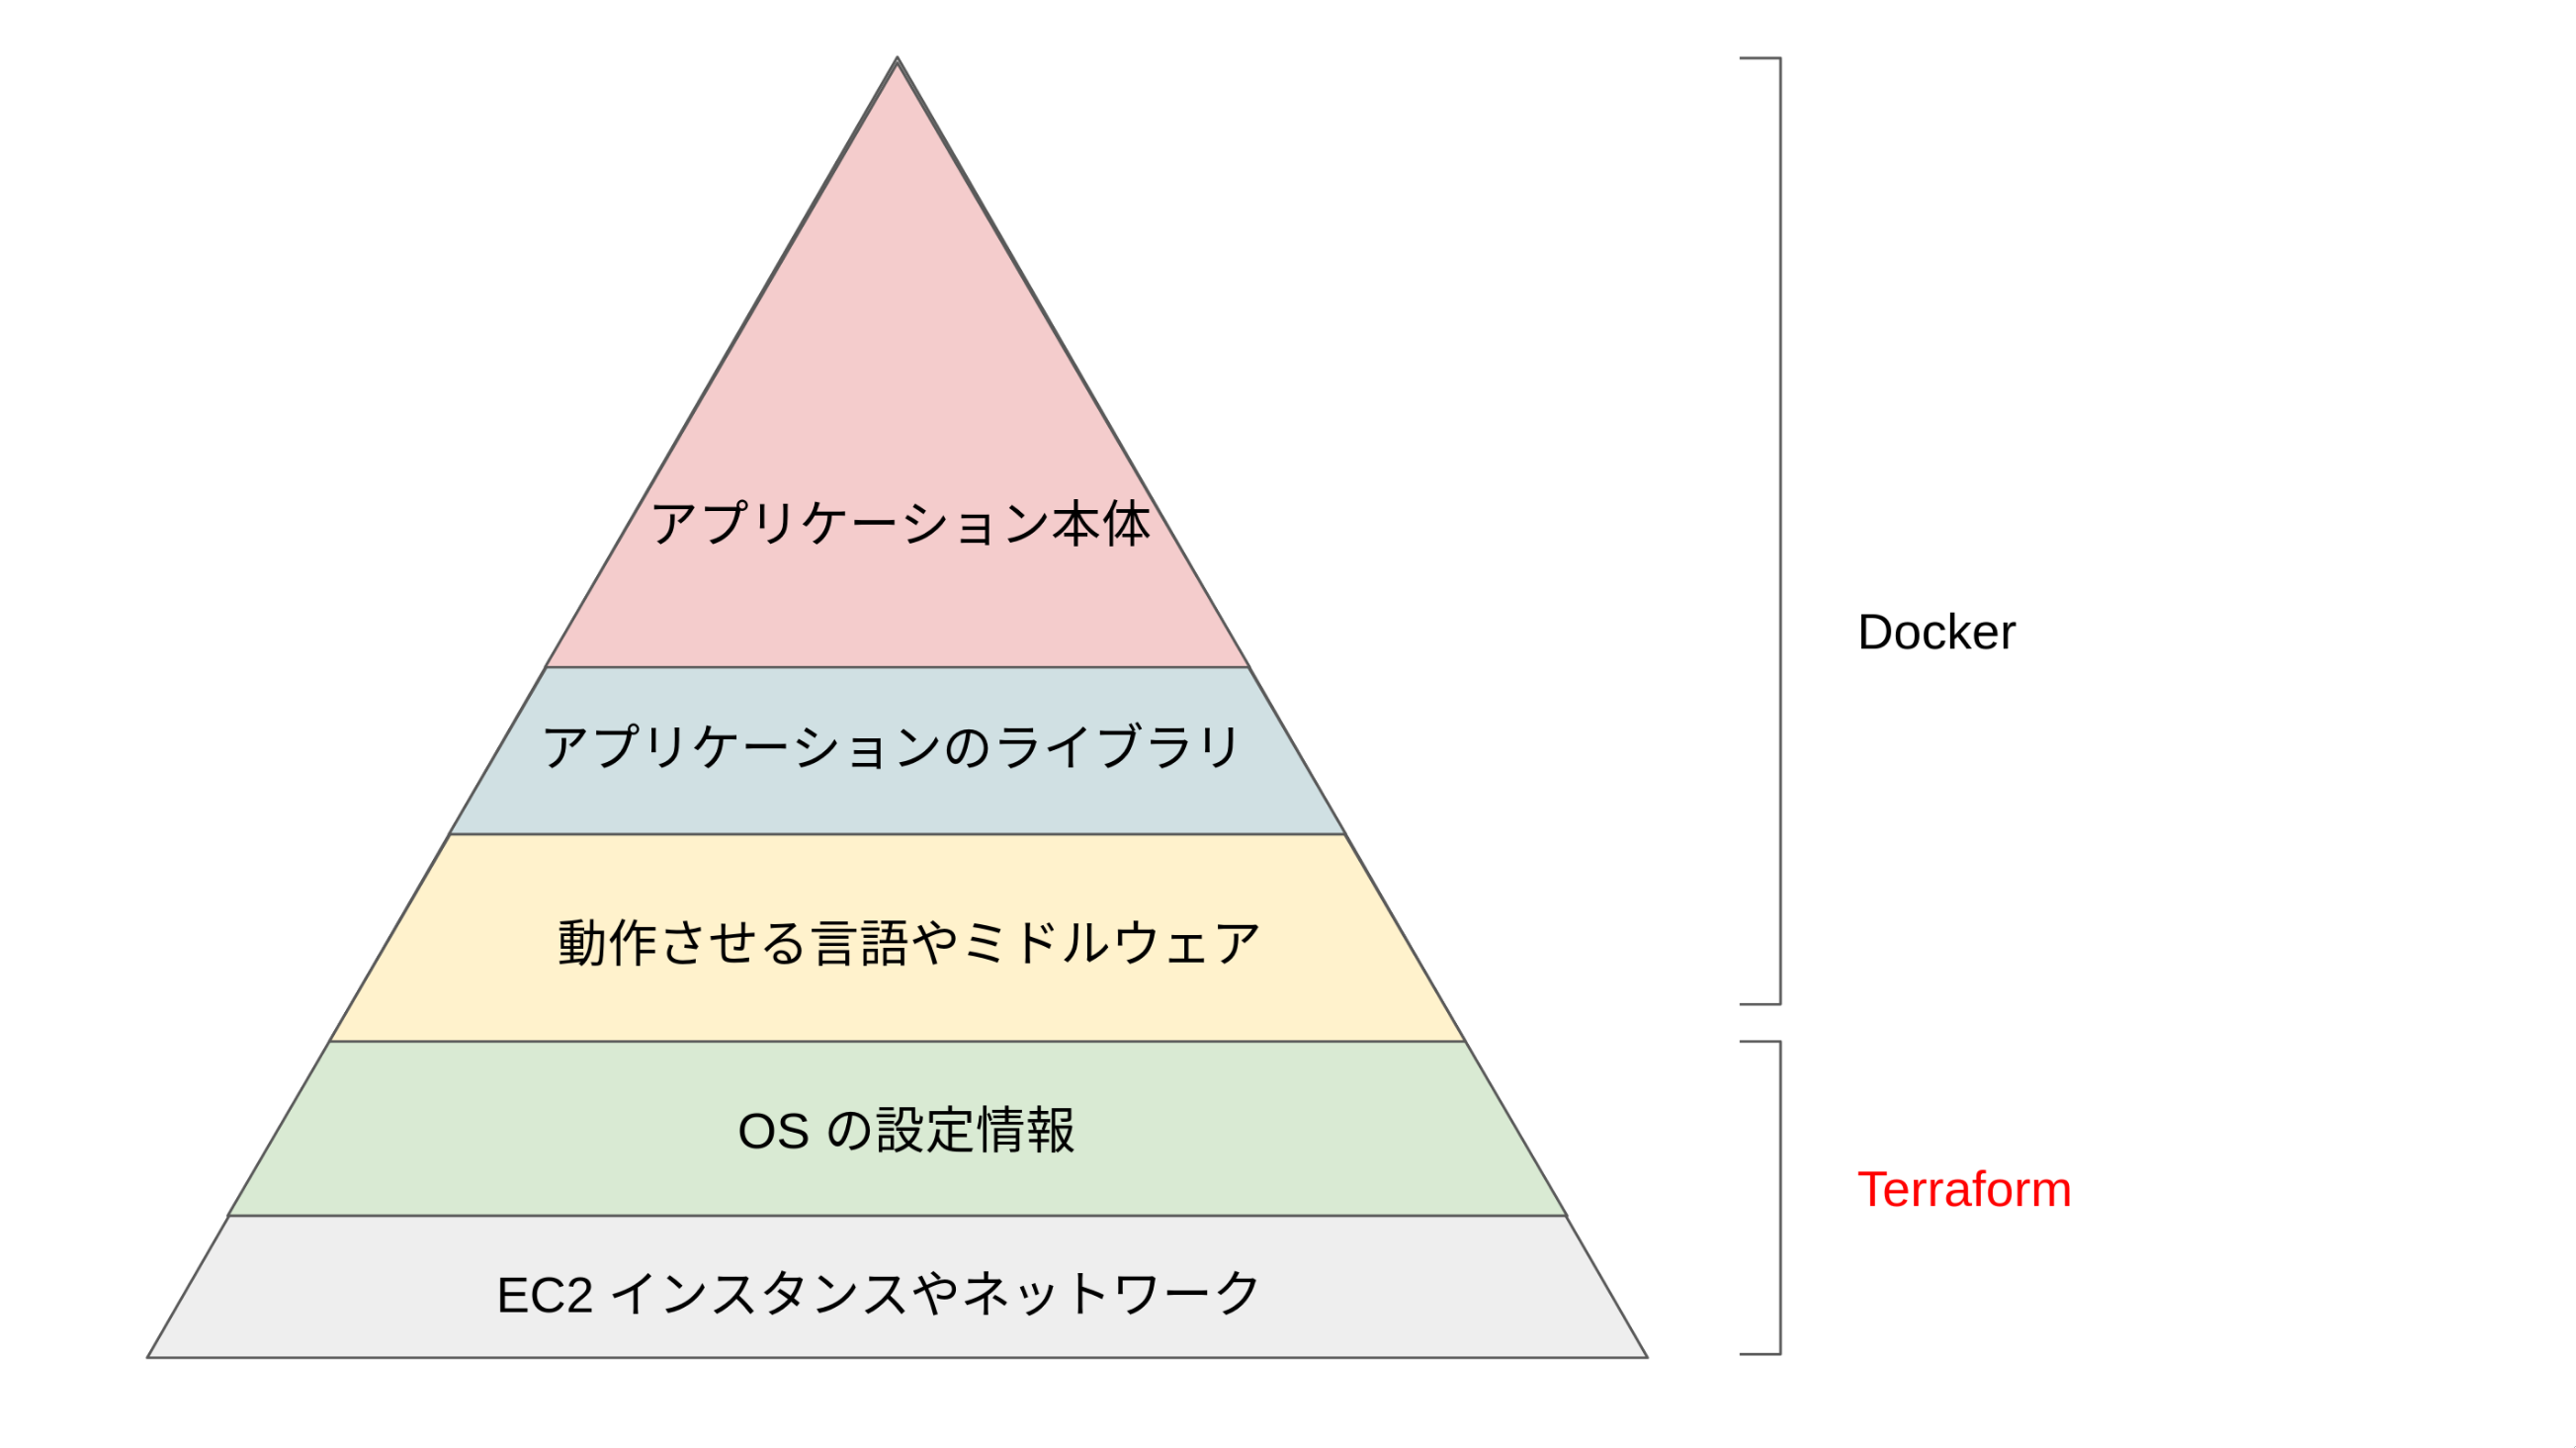 アプリケーション本体
Docker
アプリケーションのライブラリ
動作させる言語やミドルウェア
OS の設定情報
Terraform
EC2 インスタンスやネットワーク